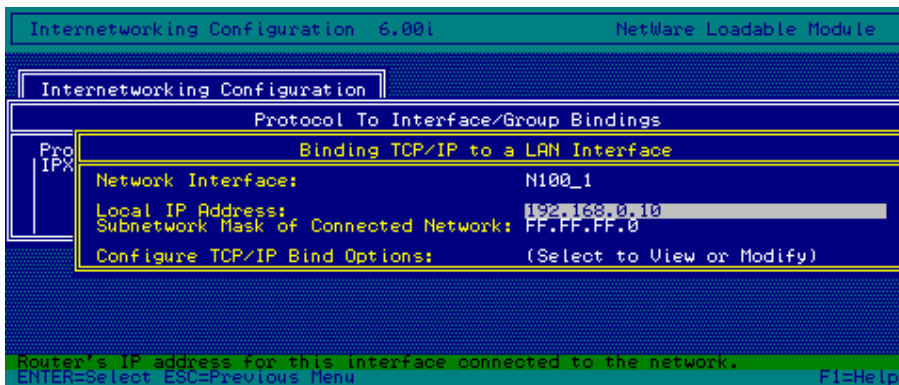 Internetworking Configuration 6.00i NetWare Loadable Module
Internetworking Configuration
Protocol To Interface/Group Bindings
Pro
Binding TCP/IP to a LAN Interface
IPX
Network Interface: N100_1
Local IP Address: 192.168.0.10
Subnetwork Mask of Connected Network: FF.FF.FF.0
Configure TCP/IP Bind Options: (Select to View or Modify)
Router's IP address for this interface connected to the network.
ENTER=Select ESC=Previous Menu F1=Help